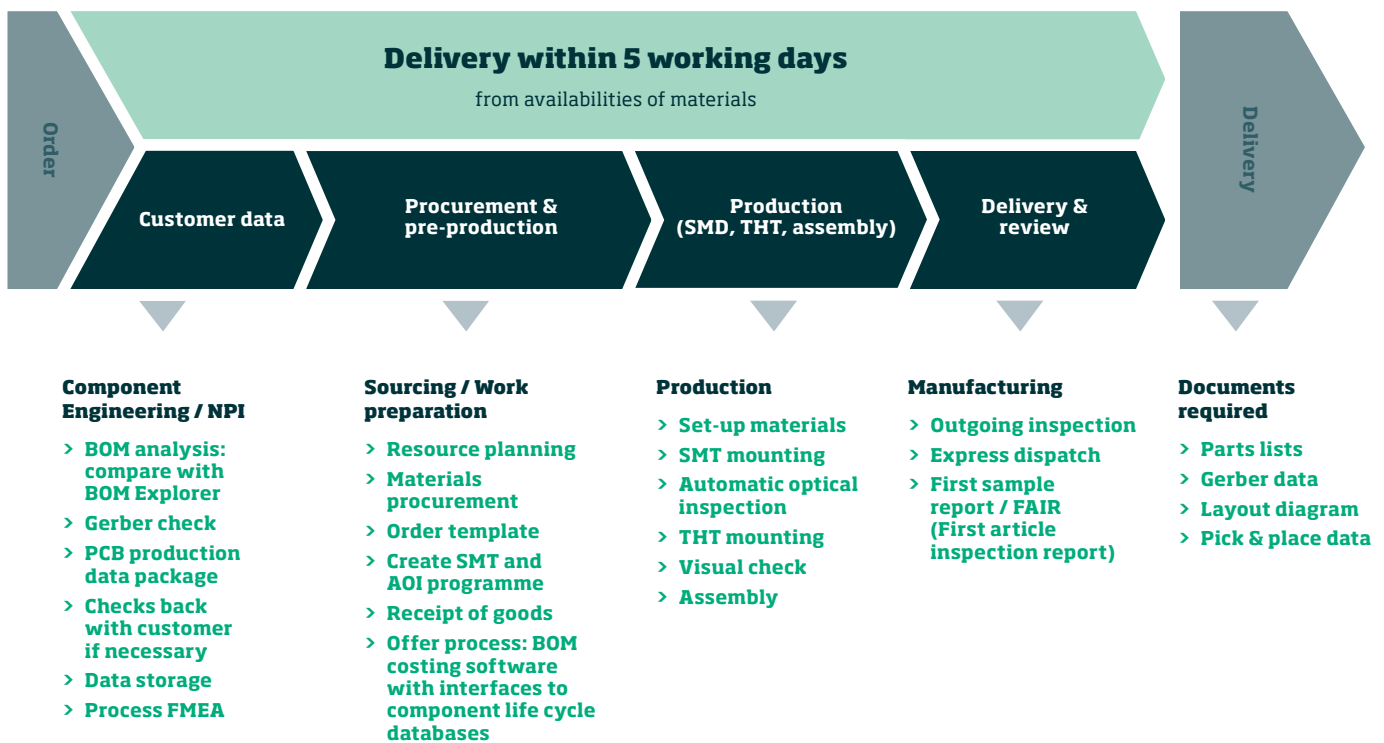 Delivery within 5 working days
from availabilities of materials
Order
Customer data
Procurement &
pre-production
Production
(SMD, THT, assembly)
Delivery &
review
Delivery
Component
Engineering / NPI
> BOM analysis:
compare with
BOM Explorer
> Gerber check
> PCB production
data package
> Checks back
with customer
if necessary
> Data storage
> Process FMEA
Sourcing / Work
preparation
> Resource planning
> Materials
procurement
> Order template
> Create SMT and
AOI programme
> Receipt of goods
> Offer process: BOM
costing software
with interfaces to
component life cycle
databases
Production
> Set-up materials
> SMT mounting
> Automatic optical
inspection
> THT mounting
> Visual check
> Assembly
Manufacturing
> Outgoing inspection
> Express dispatch
> First sample
report / FAIR
(First article
inspection report)
Documents
required
> Parts lists
> Gerber data
> Layout diagram
> Pick & place data